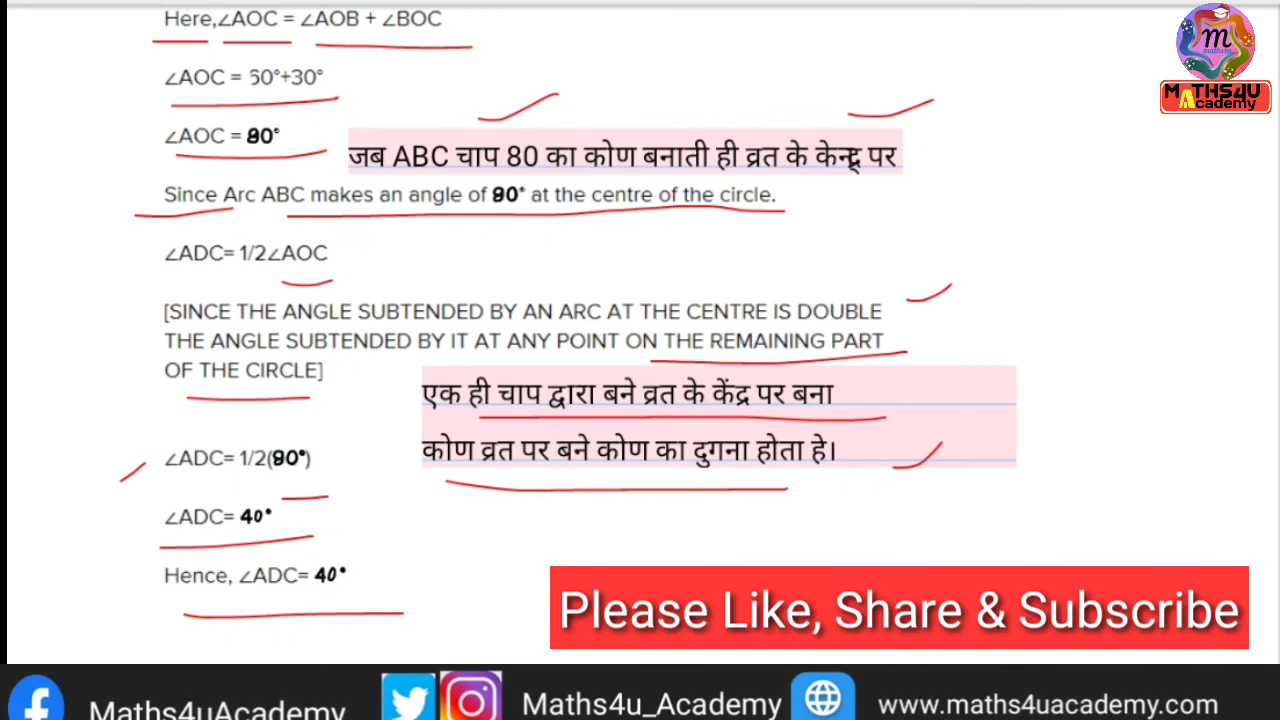 Here,∠AOC = ∠AOB + ∠BOC
∠AOC = 50°+30°
∠AOC = 80°
जब ABC चाप 80 का कोण बनाती ही व्रत के केन्द्र् पर
Since Arc ABC makes an angle of 80° at the centre of the circle.
∠ADC= 1/2∠AOC
[SINCE THE ANGLE SUBTENDED BY AN ARC AT THE CENTRE IS DOUBLE
THE ANGLE SUBTENDED BY IT AT ANY POINT ON THE REMAINING PART
OF THE CIRCLE]
एक ही चाप द्वारा बने व्रत के केंद्र पर बना
कोण व्रत पर बने कोण का दुगना होता हे।
∠ADC= 1/2(80°)
∠ADC= 40°
Hence, ∠ADC= 40°
m
maths4u
MATHS4U
Academy
Please Like, Share & Subscribe
Maths4uAcademy
Maths4u_Academy
www.maths4uacademy.com